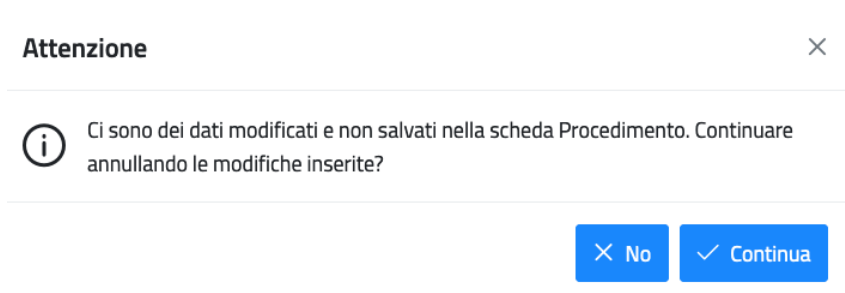 Attenzione
Ci sono dei dati modificati e non salvati nella scheda Procedimento. Continuare
annullando le modifiche inserite?
No
Continua